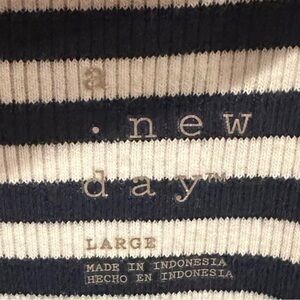 a
· new
day™
LARGE
MADE IN INDONESIA
HECHO EN INDONESIA